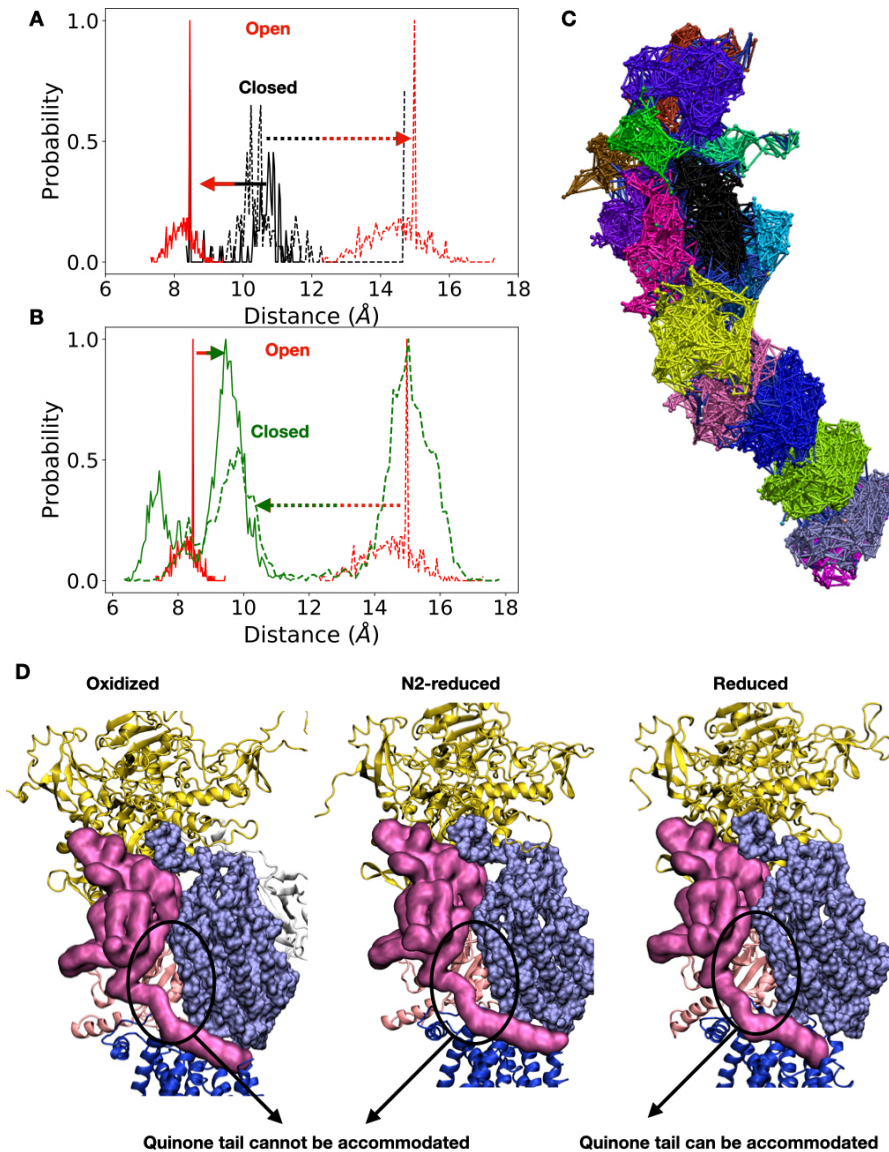 A
C
1.0
Open
Closed
Probability
0.5
0.0
6 8 10 12 14 16 18
Distance (Å)
B
1.0
Open
Closed
Probability
0.5
0.0
6 8 10 12 14 16 18
Distance (Å)
D
Oxidized N2-reduced Reduced
Quinone tail cannot be accommodated Quinone tail can be accommodated